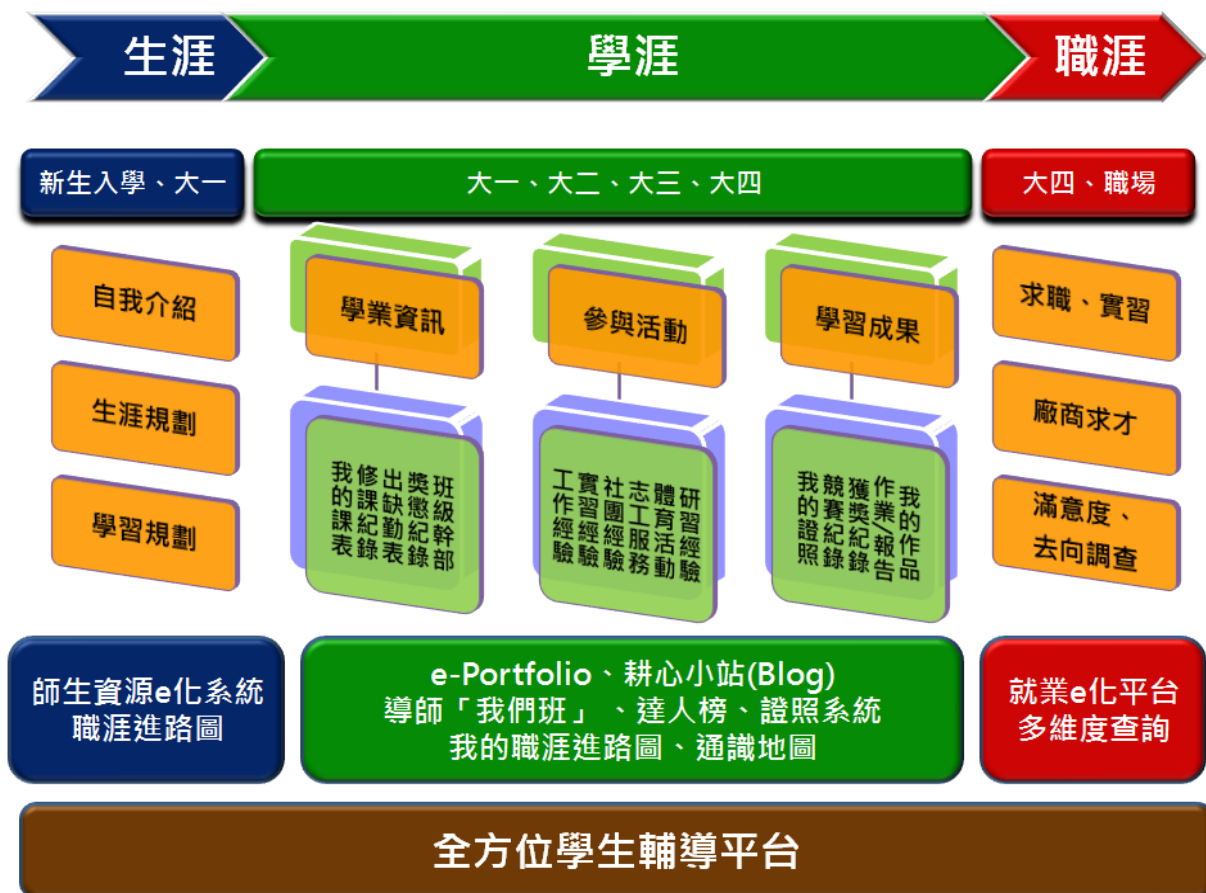 生涯
學涯
職涯
新生入學、大一
大一、大二、大三、大四
大四、職場
自我介紹
生涯規劃
學習規劃
學業資訊
參與活動
學習成果
班級幹部
獎懲紀錄
出缺勤表
修課紀錄
我的課表
研習經驗
體育活動
志工服務
社團經驗
實習經驗
工作經驗
我的作品
作業/報告
獲獎紀錄
競賽紀錄
我的證照
求職、實習
廠商求才
滿意度、
去向調查
師生資源e化系統
職涯進路圖
e-Portfolio、耕心小站(Blog)
導師「我們班」、達人榜、證照系統
我的職涯進路圖、通識地圖
就業e化平台
多維度查詢
全方位學生輔導平台